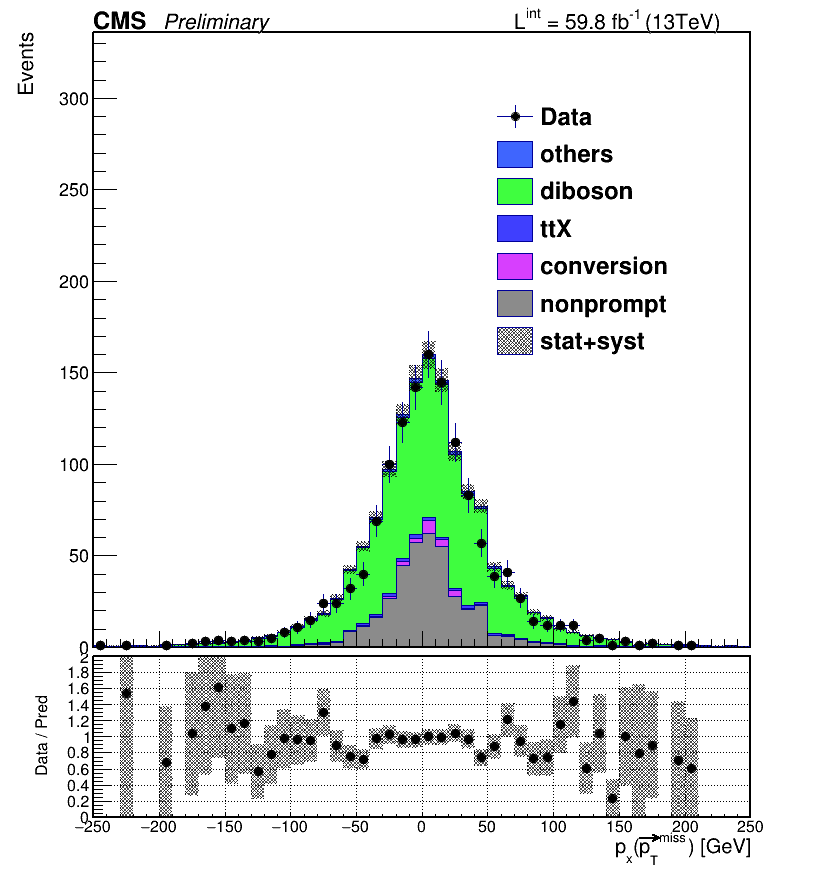 CMS Preliminary L^int = 59.8 fb^-1 (13TeV)
Events
300
250
200
150
100
50
0
Data
others
diboson
ttX
conversion
nonprompt
stat+syst
Data / Pred
2
1.8
1.6
1.4
1.2
1
0.8
0.6
0.4
0.2
0
−250 −200 −150 −100 −50 0 50 100 150 200 250
p_x(p_T^miss) [GeV]